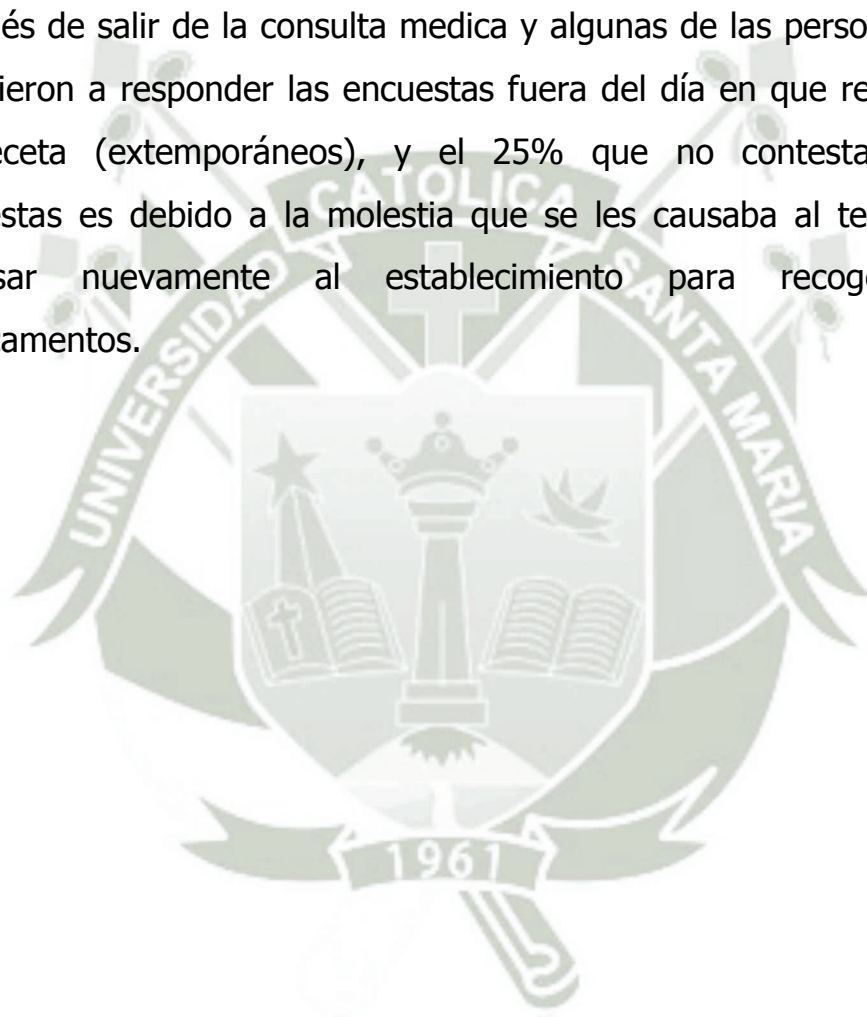 és de salir de la consulta medica y algunas de las perso
ieron a responder las encuestas fuera del día en que re
eceta (extemporáneos), y el 25% que no contesta
estas es debido a la molestia que se les causaba al te
sar nuevamente al establecimiento para recog
camentos.
UNIVERSIDAD CATOLICA SANTA MARIA
1961